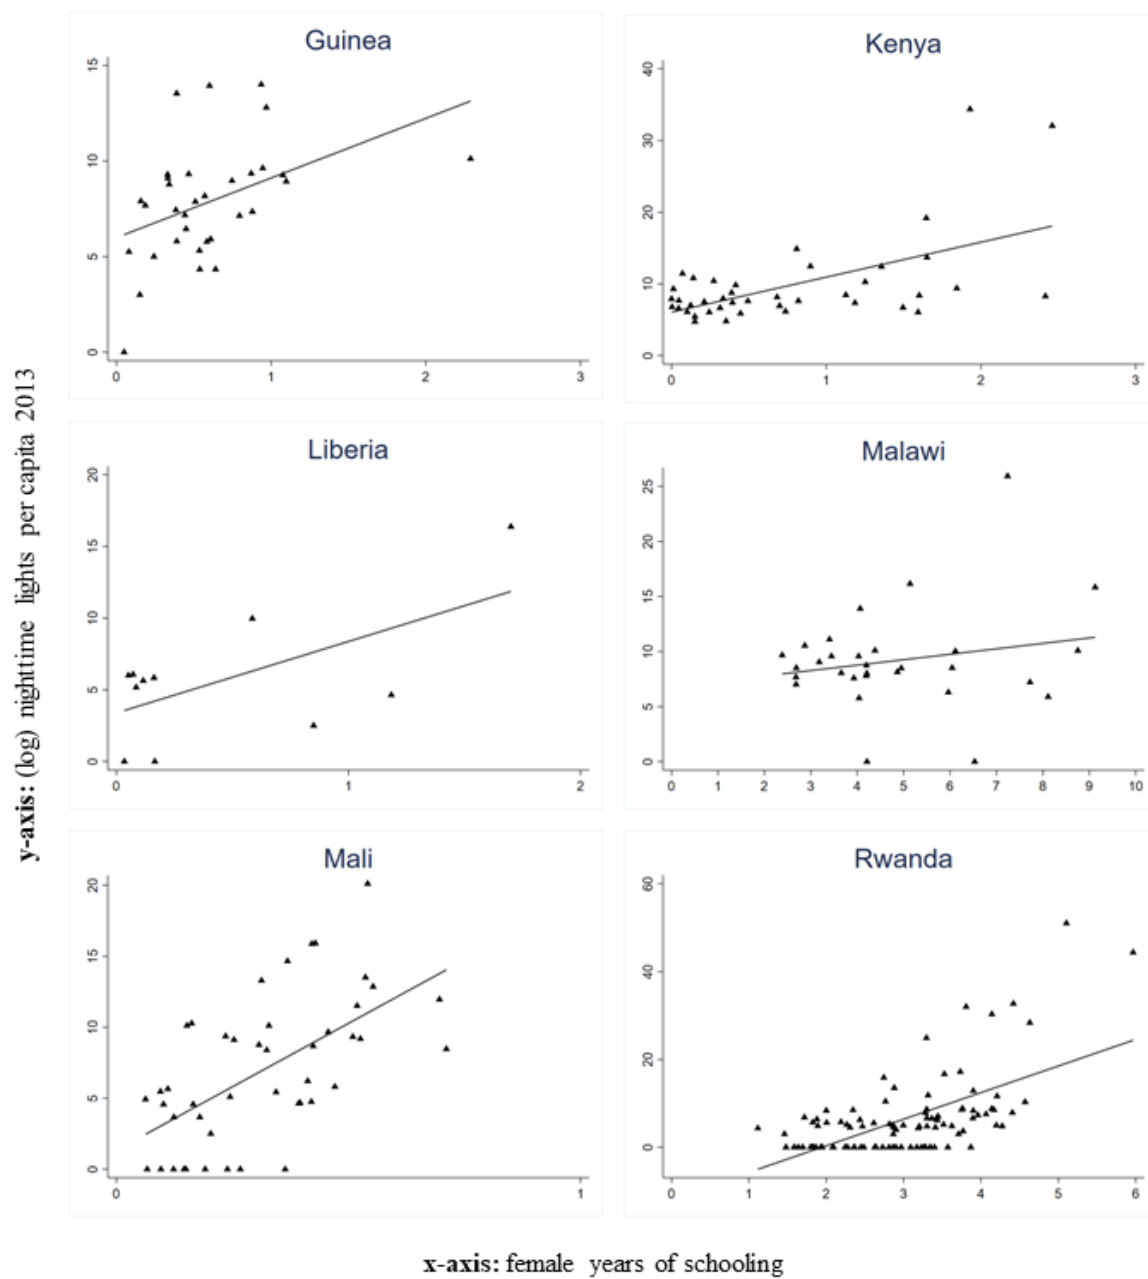 Guinea
15
10
5
0
0 1 2 3
Kenya
40
30
20
10
0
0 1 2 3
Liberia
20
15
10
5
0
0 1 2
Malawi
25
20
15
10
5
0
0 1 2 3 4 5 6 7 8 9 10
Mali
20
15
10
5
0
0 1
Rwanda
60
40
20
0
0 1 2 3 4 5 6
y-axis: (log) nighttime lights per capita 2013
x-axis: female years of schooling